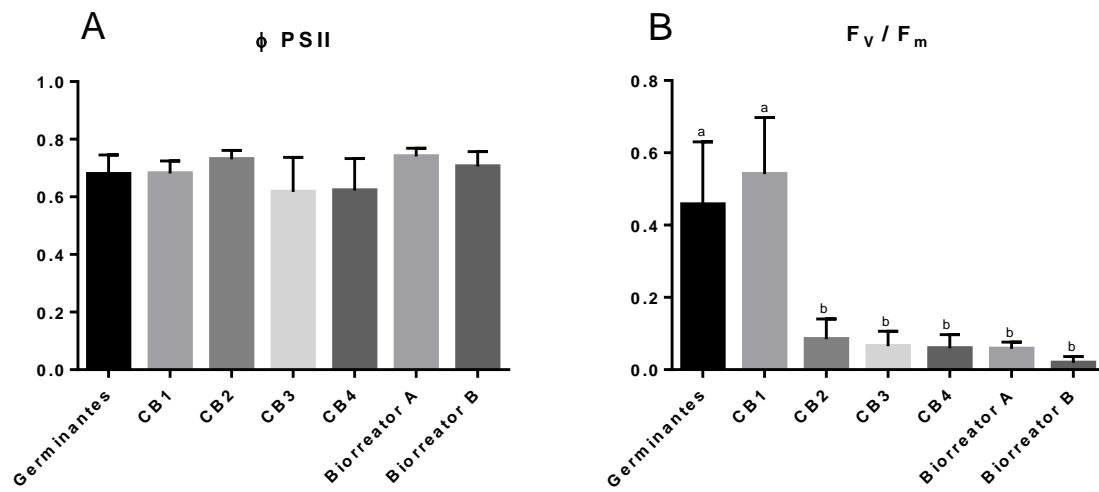 A
ϕ PSII
1.0
0.8
0.6
0.4
0.2
0.0
Germinantes
CB1
CB2
CB3
CB4
Biorreator A
Biorreator B
B
FV / Fm
0.8
0.6
0.4
0.2
0.0
a
a
b
b
b
b
b
Germinantes
CB1
CB2
CB3
CB4
Biorreator A
Biorreator B